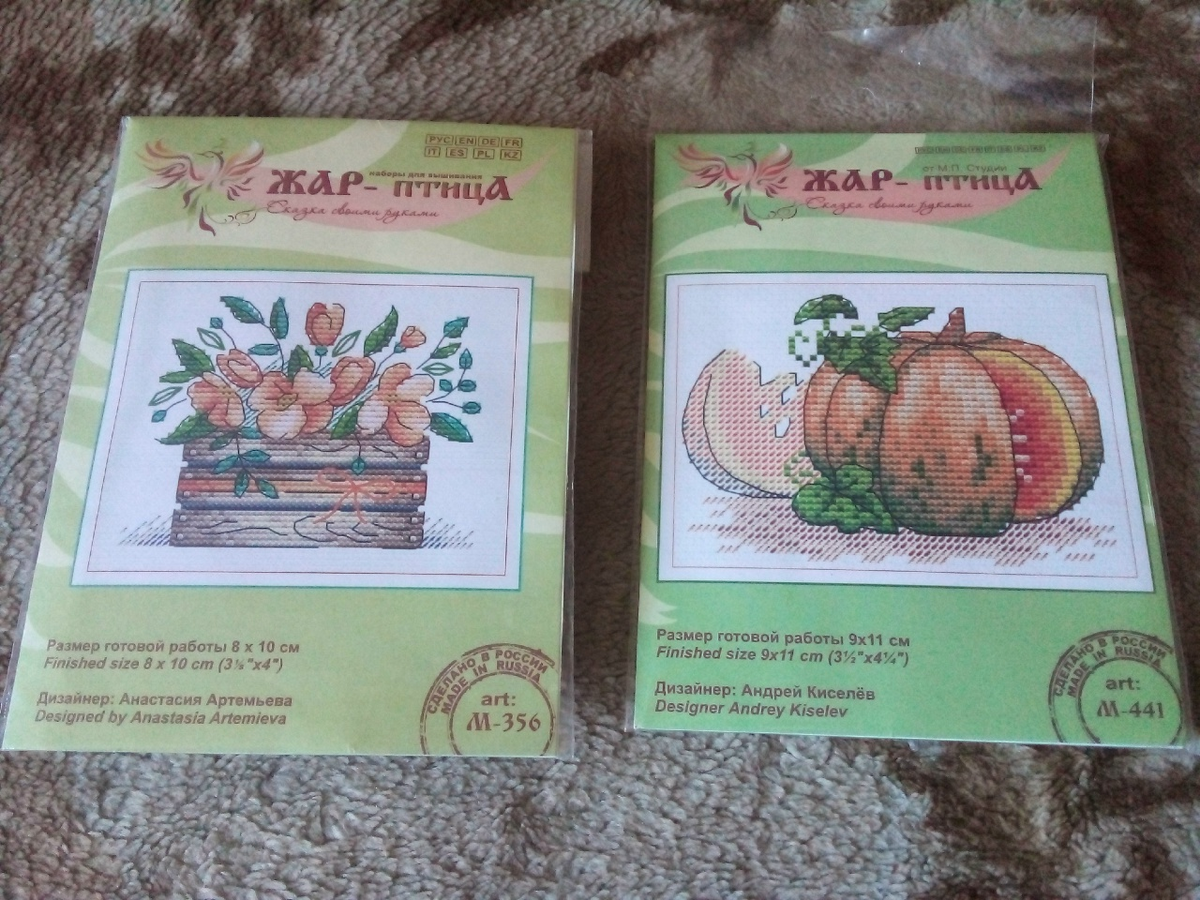 РУС EN DE FR
IT ES PL KZ
наборы для вышивания
ЖАР-ПТИЦА
Сказка своими руками
Размер готовой работы 8 х 10 см
Finished size 8 x 10 cm (3⅛"x4")
Дизайнер: Анастасия Артемьева
Designed by Anastasia Artemieva
СДЕЛАНО В РОССИИ
MADE IN RUSSIA
art:
М-356
от М.П. Студии
ЖАР-ПТИЦА
Сказка своими руками
Размер готовой работы 9х11 см
Finished size 9x11 cm (3½"x4¼")
Дизайнер: Андрей Киселёв
Designer Andrey Kiselev
СДЕЛАНО В РОССИИ
MADE IN RUSSIA
art:
М-441